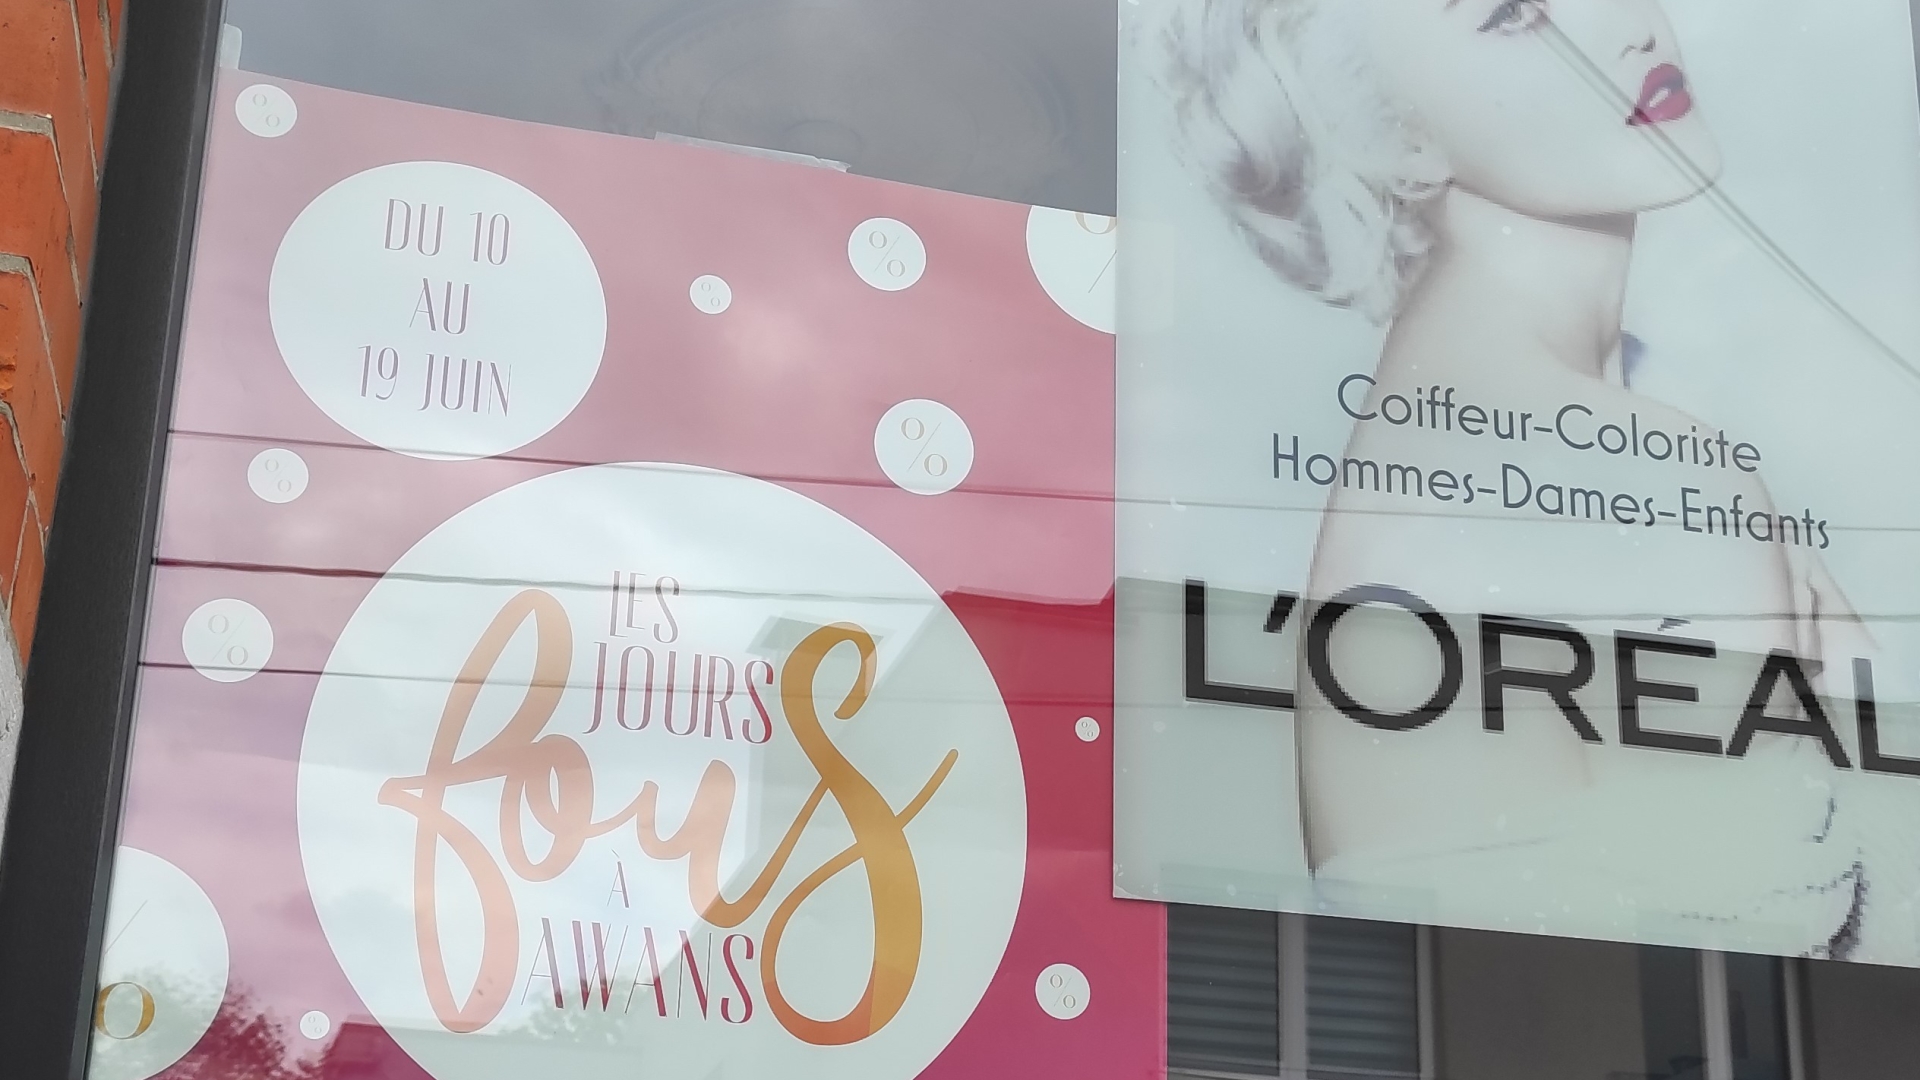 DU 10
AU
19 JUIN
LES
JOURS
fous
À
AWANS
Coiffeur-Coloriste
Hommes-Dames-Enfants
L'ORÉAL